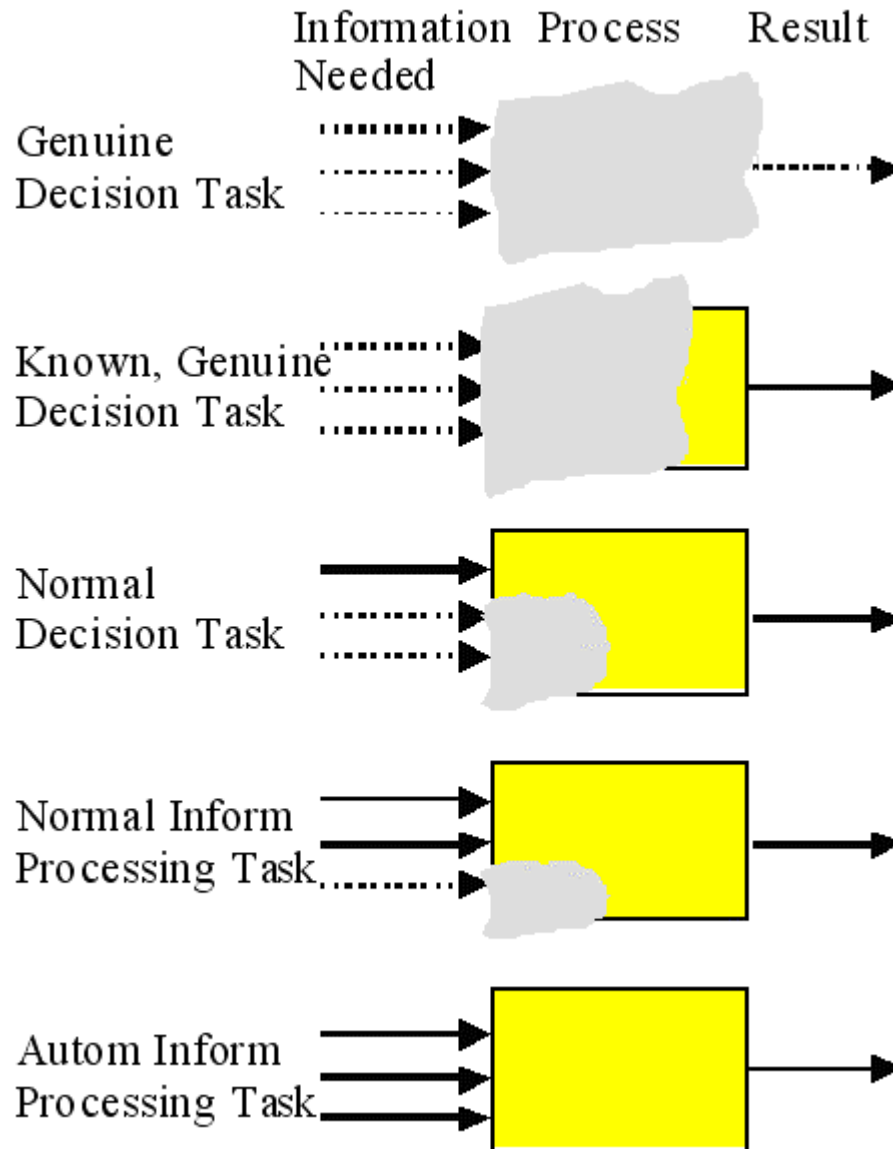 Information Process Result
Needed
Genuine
Decision Task
Known, Genuine
Decision Task
Normal
Decision Task
Normal Inform
Processing Task
Autom Inform
Processing Task